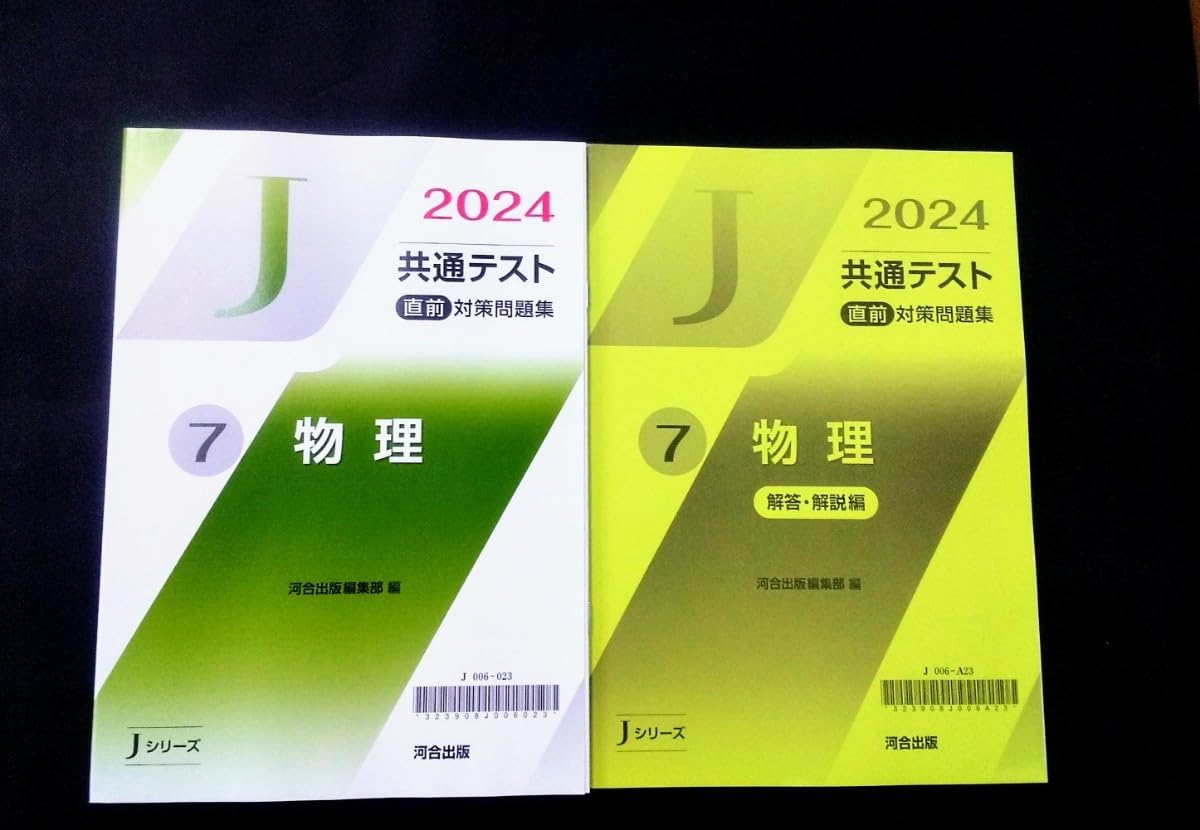 J
2024
共通テスト
直前 対策問題集
7
物理
河合出版編集部 編
J 006-023
*323908J006023*
Jシリーズ
河合出版
J
2024
共通テスト
直前 対策問題集
7
物理
解答・解説編
河合出版編集部 編
J 006-A23
*323908J006A23*
Jシリーズ
河合出版